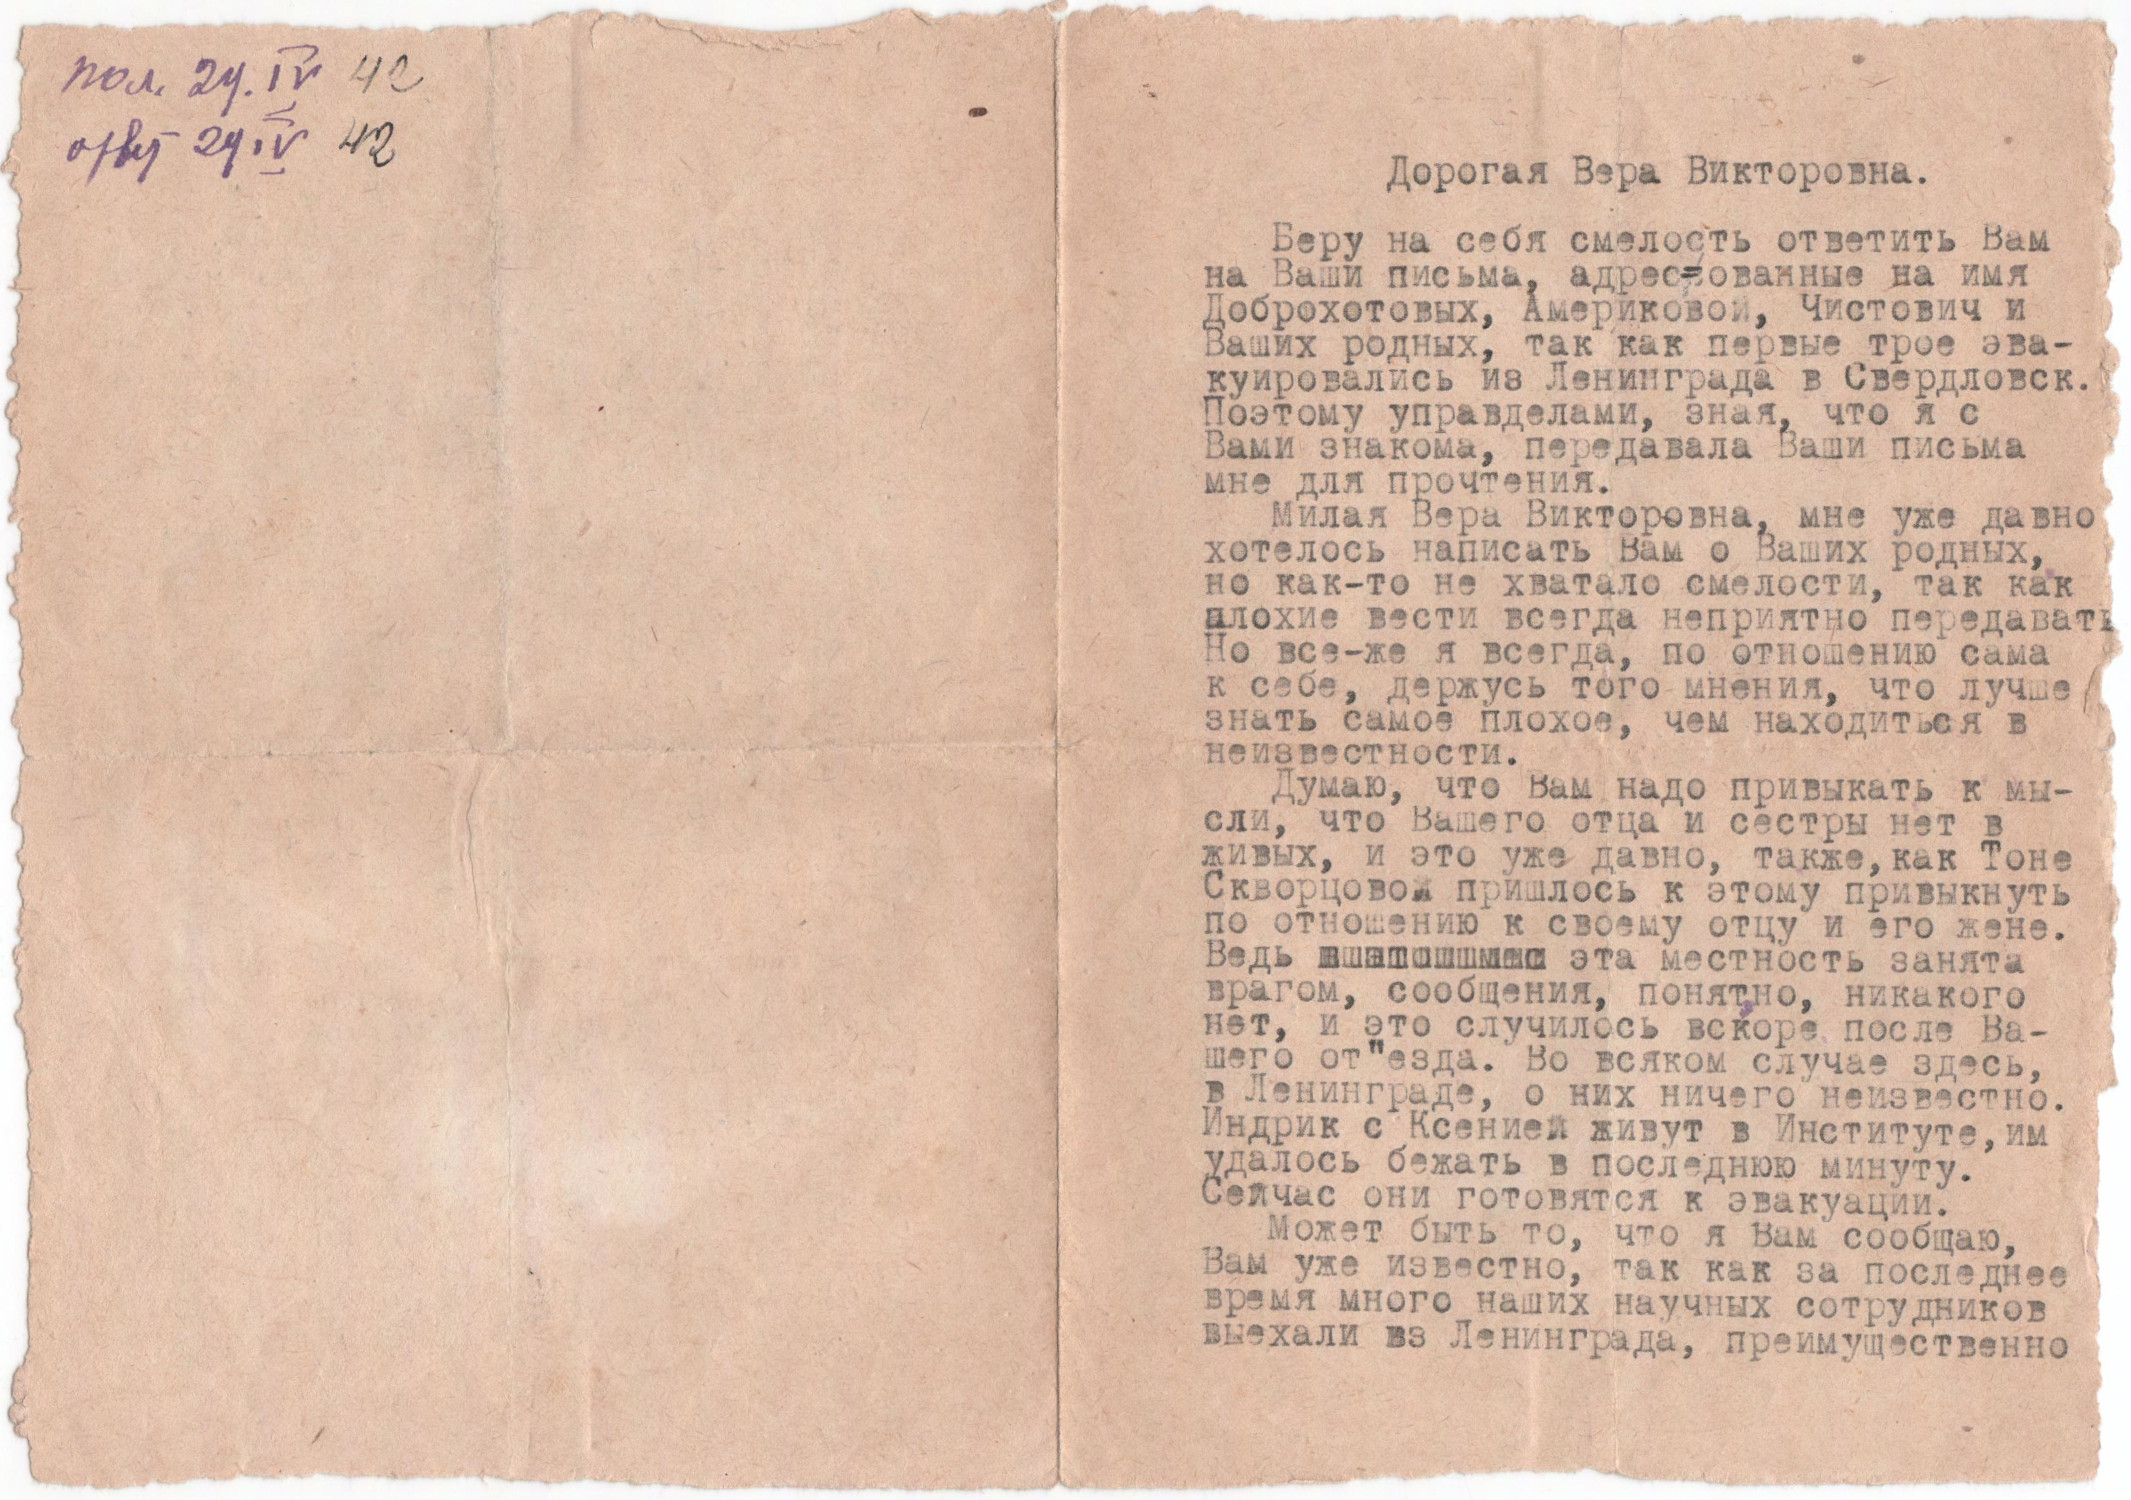 пол. 24. IV 42
ответ 24 IV 42
Дорогая Вера Викторовна.
Беру на себя смелость ответить Вам
на Ваши письма, адрес=ованные на имя
Доброхотовых, Америковой, Чистович и
Ваших родных, так как первые трое эва-
куировались из Ленинграда в Свердловск.
Поэтому управделами, зная, что я с
Вами знакома, передавала Ваши письма
мне для прочтения.
Милая Вера Викторовна, мне уже давно
хотелось написать Вам о Ваших родных,
но как-то не хватало смелости, так как
плохие вести всегда неприятно передавать
Но все-же я всегда, по отношению сама
к себе, держусь того мнения, что лучше
знать самое плохое, чем находиться в
неизвестности.
Думаю, что Вам надо привыкать к мы-
сли, что Вашего отца и сестры нет в
живых, и это уже давно, также,как Тоне
Скворцовой пришлось к этому привыкнуть
по отношению к своему отцу и его жене.
Ведь эта местность занята
врагом, сообщения, понятно, никакого
нет, и это случилось вскоре после Ва-
шего от"езда. Во всяком случае здесь,
в Ленинграде, о них ничего неизвестно.
Индрик с Ксенией живут в Институте,им
удалось бежать в последнюю минуту.
Сейчас они готовятся к эвакуации.
Может быть то, что я Вам сообщаю,
Вам уже известно, так как за последнее
время много наших научных сотрудников
выехали из Ленинграда, преимущественно